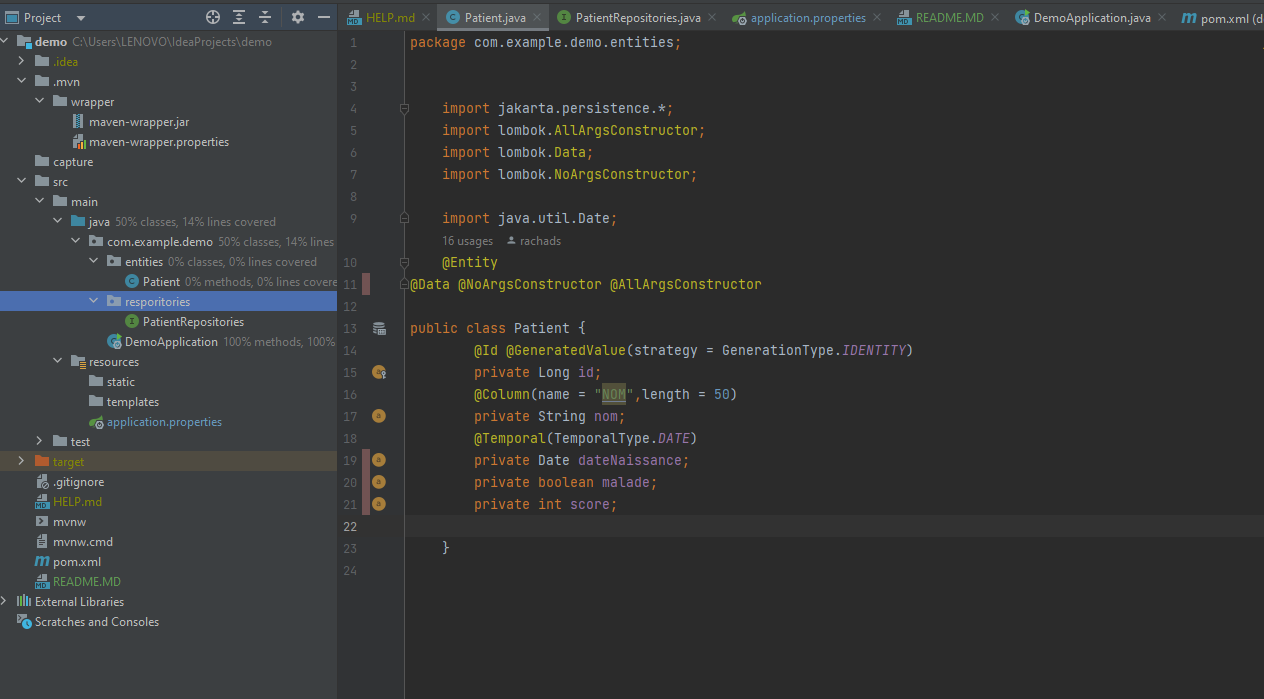 Project
demo C:\Users\LENOVO\IdeaProjects\demo
.idea
.mvn
wrapper
maven-wrapper.jar
maven-wrapper.properties
capture
src
main
java 50% classes, 14% lines covered
com.example.demo 50% classes, 14% lines
entities 0% classes, 0% lines covered
Patient 0% methods, 0% lines covere
resporitories
PatientRepositories
DemoApplication 100% methods, 100%
resources
static
templates
application.properties
test
target
.gitignore
HELP.md
mvnw
mvnw.cmd
pom.xml
README.MD
External Libraries
Scratches and Consoles
HELP.md Patient.java PatientRepositories.java application.properties README.MD DemoApplication.java pom.xml (d
1 package com.example.demo.entities;
2
3
4 import jakarta.persistence.*;
5 import lombok.AllArgsConstructor;
6 import lombok.Data;
7 import lombok.NoArgsConstructor;
8
9 import java.util.Date;
16 usages rachads
10 @Entity
11 @Data @NoArgsConstructor @AllArgsConstructor
12
13 public class Patient {
14 @Id @GeneratedValue(strategy = GenerationType.IDENTITY)
15 private Long id;
16 @Column(name = "NOM",length = 50)
17 private String nom;
18 @Temporal(TemporalType.DATE)
19 private Date dateNaissance;
20 private boolean malade;
21 private int score;
22
23 }
24